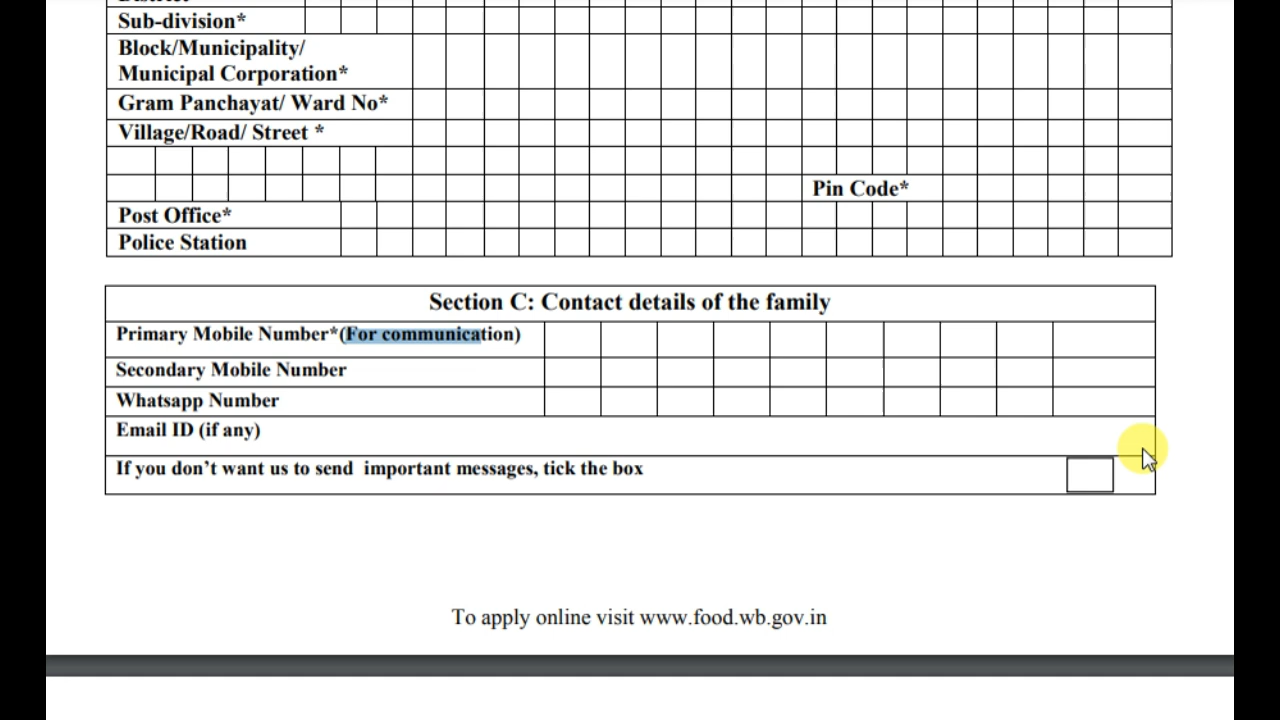 Sub-division*
Block/Municipality/
Municipal Corporation*
Gram Panchayat/ Ward No*
Village/Road/ Street *
Pin Code*
Post Office*
Police Station
Section C: Contact details of the family
Primary Mobile Number*(For communication)
Secondary Mobile Number
Whatsapp Number
Email ID (if any)
If you don’t want us to send  important messages, tick the box
To apply online visit www.food.wb.gov.in